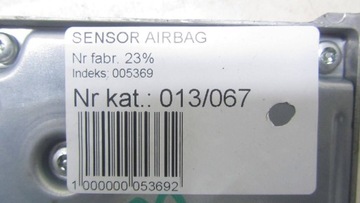 SENSOR AIRBAG
Nr fabr. 23%
Indeks: 005369
Nr kat.: 013/067
1 000000 053692